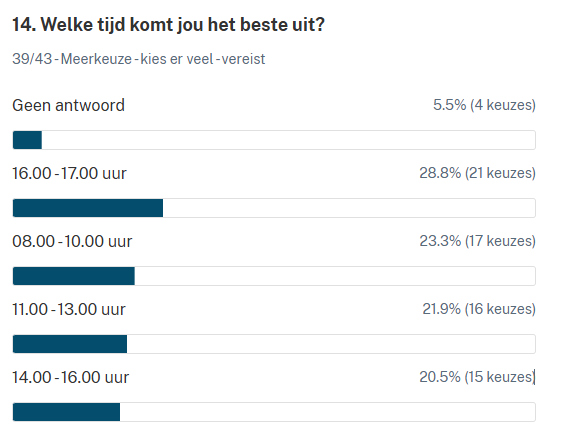 14. Welke tijd komt jou het beste uit?
39/43 - Meerkeuze - kies er veel - vereist
Geen antwoord 5.5% (4 keuzes)
16.00 - 17.00 uur 28.8% (21 keuzes)
08.00 - 10.00 uur 23.3% (17 keuzes)
11.00 - 13.00 uur 21.9% (16 keuzes)
14.00 - 16.00 uur 20.5% (15 keuzes)